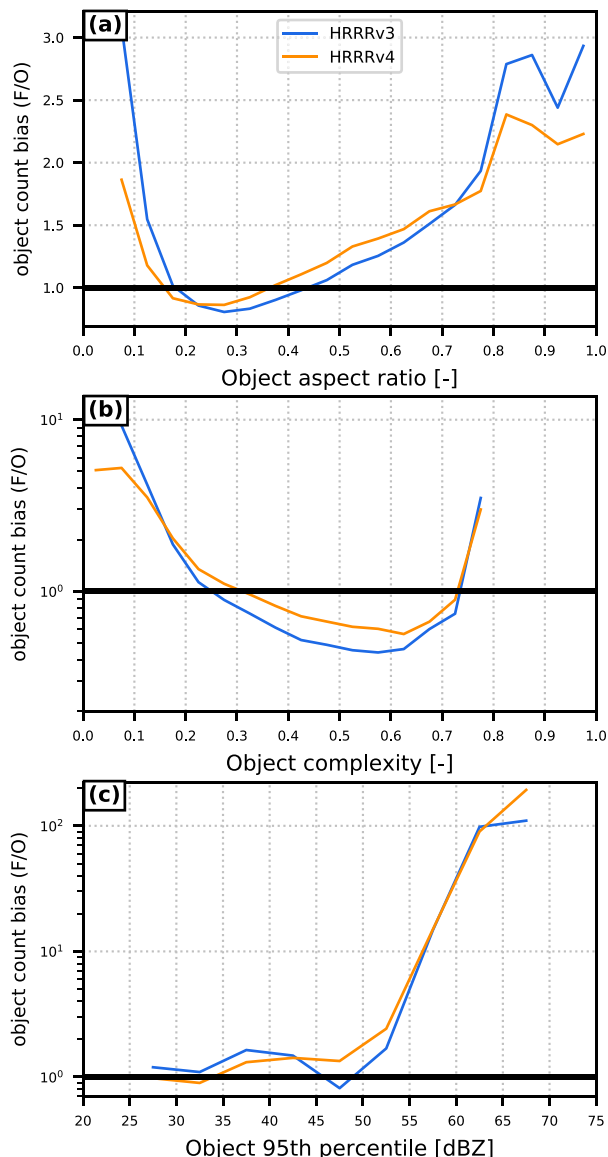 (a)
HRRRv3
HRRRv4
3.0
2.5
2.0
1.5
1.0
object count bias (F/O)
0.0 0.1 0.2 0.3 0.4 0.5 0.6 0.7 0.8 0.9 1.0
Object aspect ratio [-]
(b)
10¹
10⁰
object count bias (F/O)
0.0 0.1 0.2 0.3 0.4 0.5 0.6 0.7 0.8 0.9 1.0
Object complexity [-]
(c)
10²
10¹
10⁰
object count bias (F/O)
20 25 30 35 40 45 50 55 60 65 70 75
Object 95th percentile [dBZ]